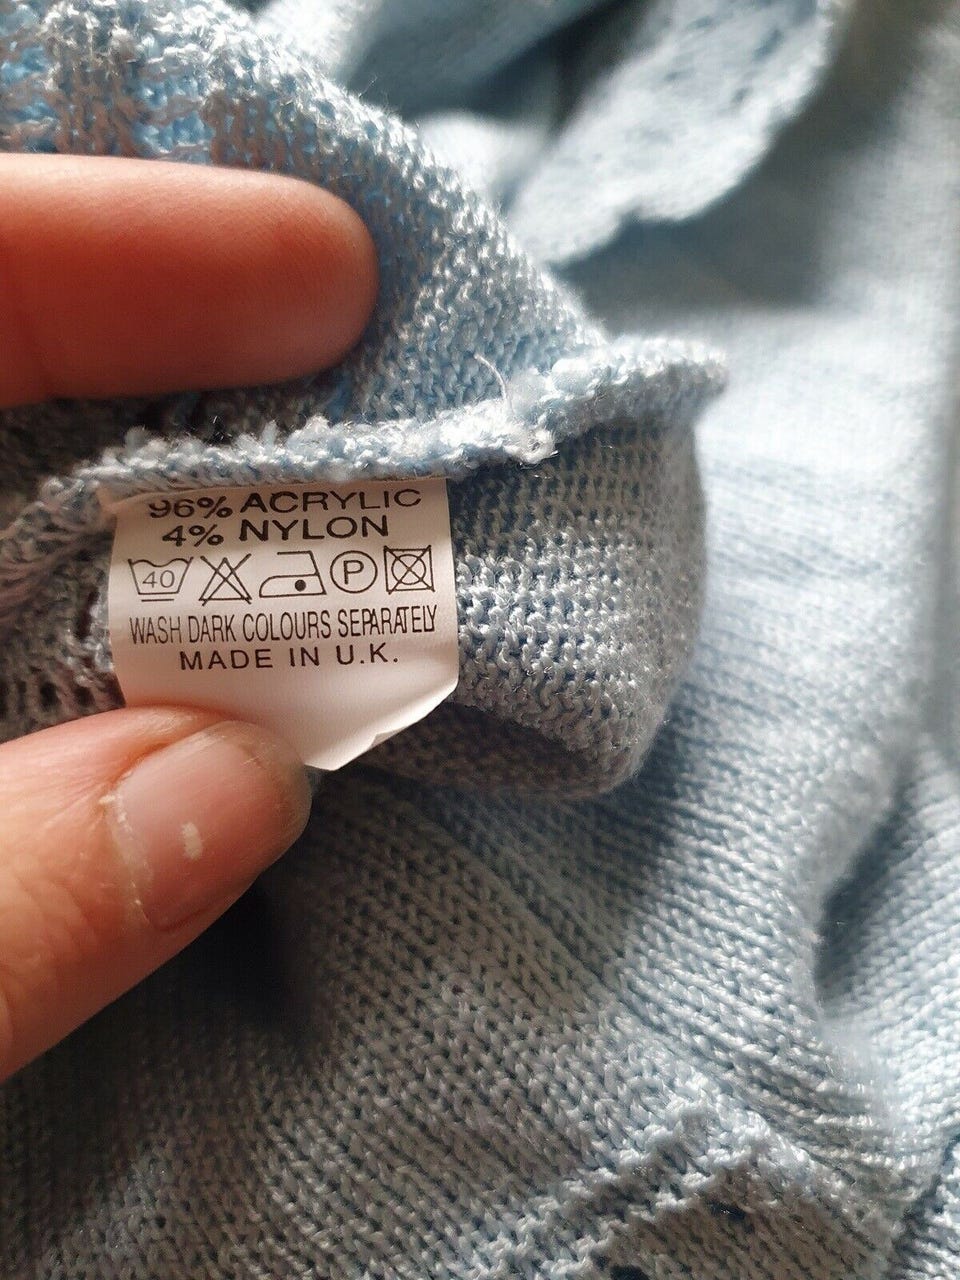 96% ACRYLIC
4% NYLON
40 P
WASH DARK COLOURS SEPARATELY
MADE IN U.K.